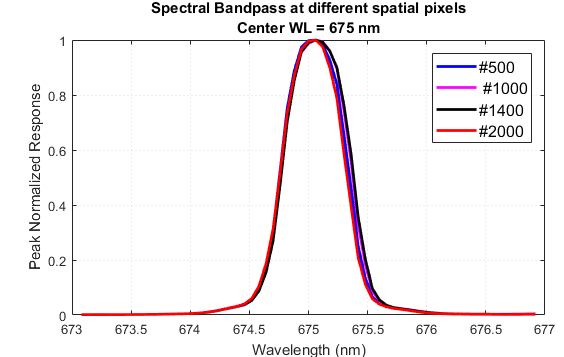 Spectral Bandpass at different spatial pixels
Center WL = 675 nm
Peak Normalized Response
1
0.8
0.6
0.4
0.2
0
#500
#1000
#1400
#2000
673 673.5 674 674.5 675 675.5 676 676.5 677
Wavelength (nm)